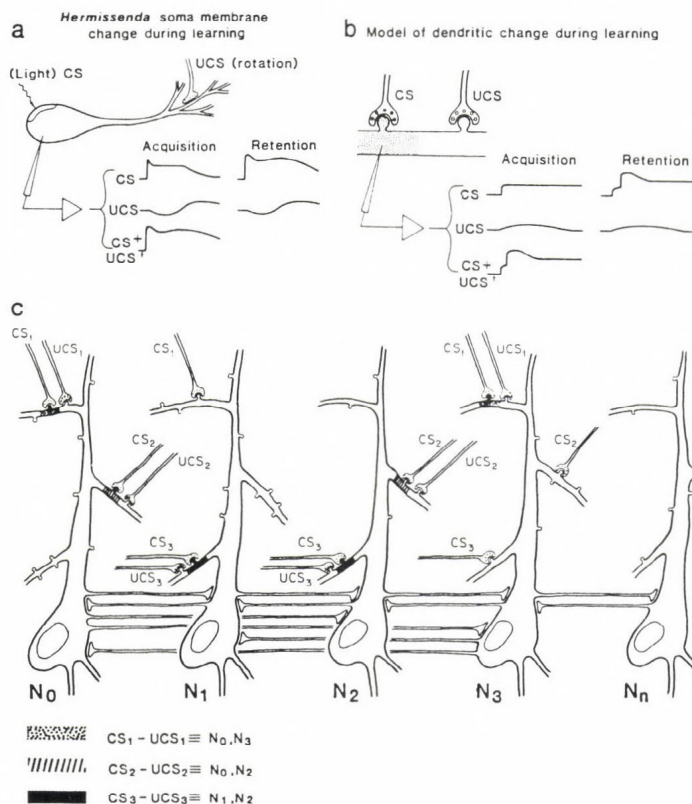 a
Hermissenda soma membrane
change during learning
(Light) CS
UCS (rotation)
Acquisition
Retention
CS
UCS
CS+
UCS
b
Model of dendritic change during learning
CS
UCS
Acquisition
Retention
CS
UCS
CS+
UCS
c
CS1
UCS1
CS1
CS1
UCS1
CS2
UCS2
CS2
UCS2
CS2
CS3
UCS3
CS3
UCS3
CS3
N0
N1
N2
N3
Nn
CS1-UCS1≡ N0,N3
CS2-UCS2≡ N0,N2
CS3-UCS3≡ N1,N2